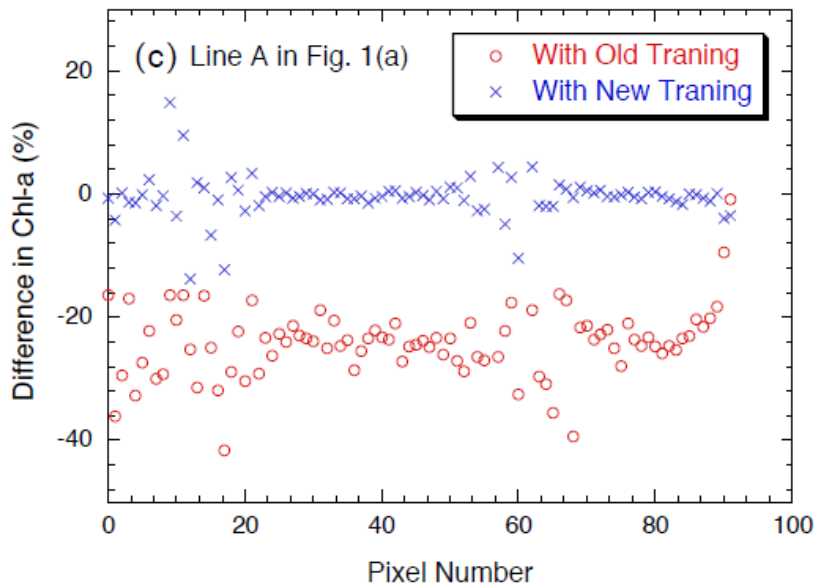 (c) Line A in Fig. 1(a)
With Old Traning
With New Traning
Difference in Chl-a (%)
20
0
-20
-40
0 20 40 60 80 100
Pixel Number